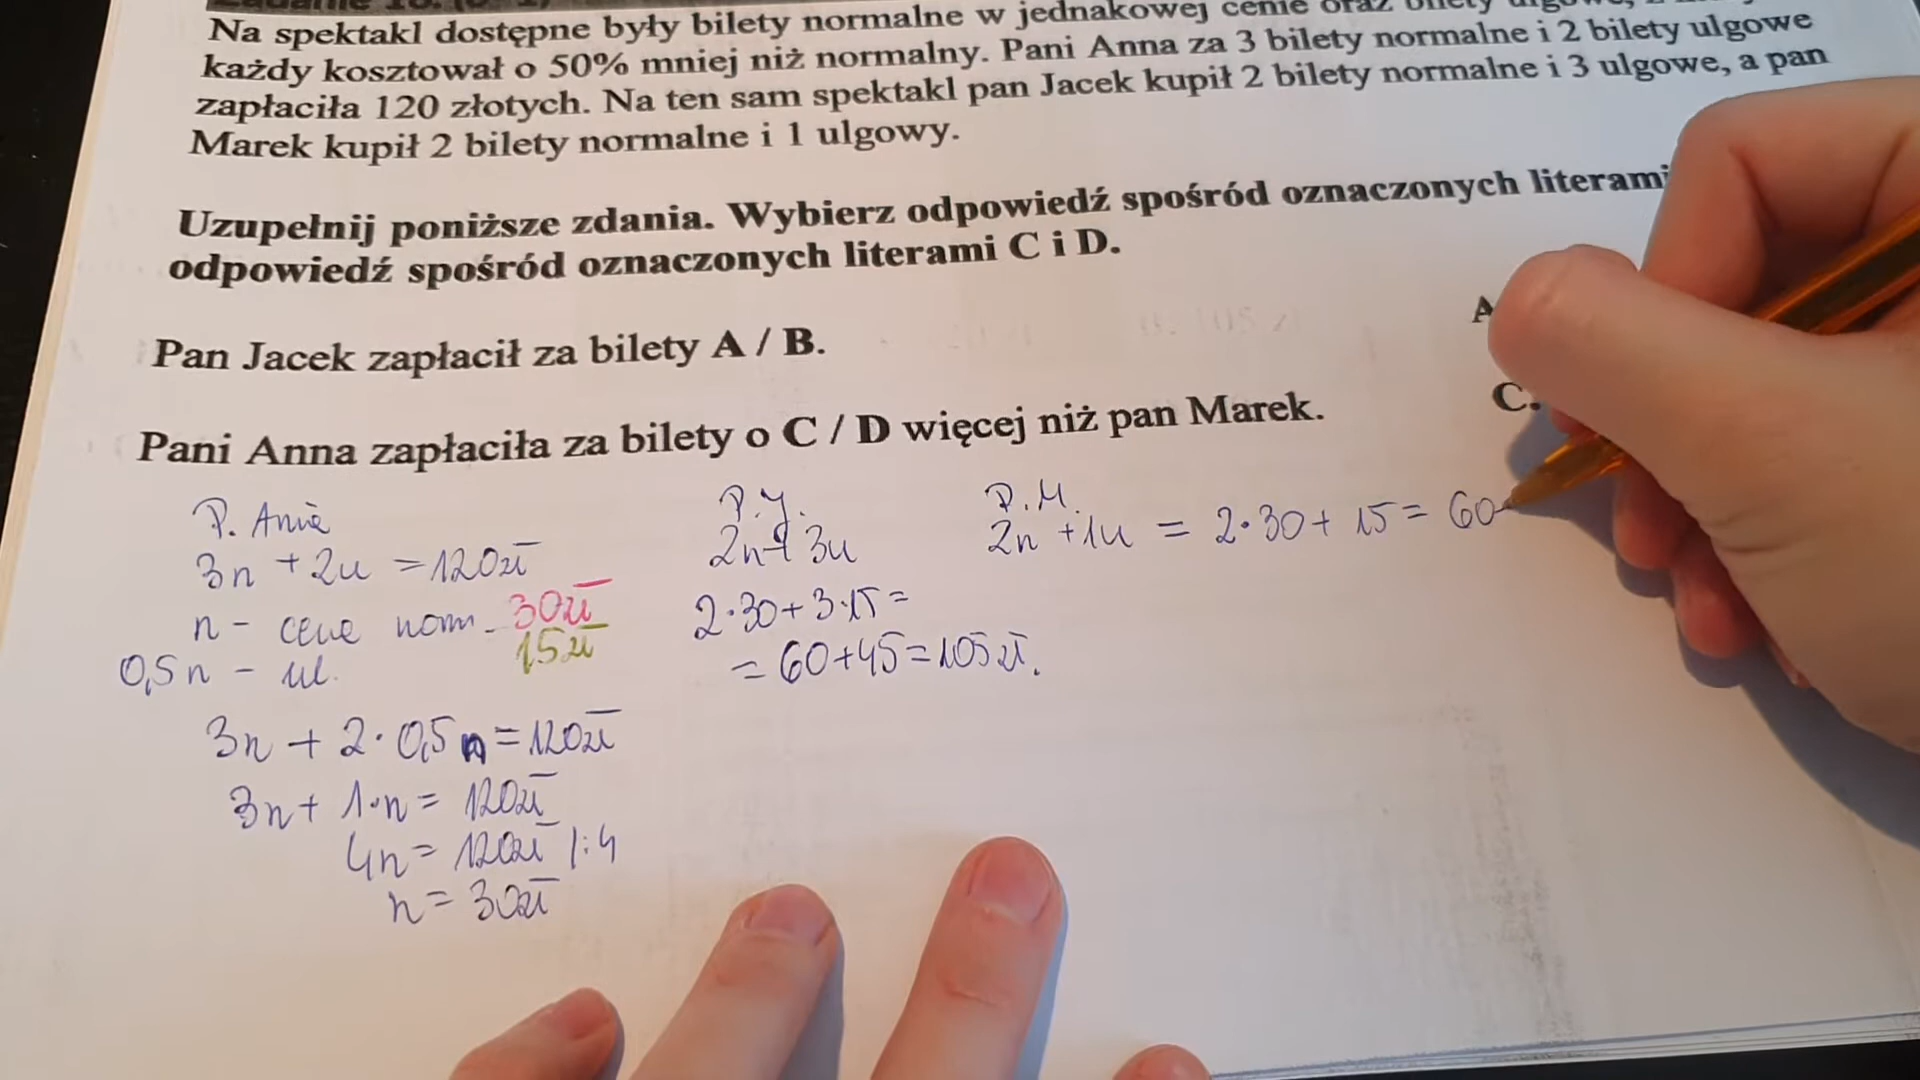 Na spektakl dostępne były bilety normalne w jednakowej cenie oraz bilety ulgowe, z
każdy kosztował o 50% mniej niż normalny. Pani Anna za 3 bilety normalne i 2 bilety ulgowe
zapłaciła 120 złotych. Na ten sam spektakl pan Jacek kupił 2 bilety normalne i 3 ulgowe, a pan
Marek kupił 2 bilety normalne i 1 ulgowy.
Uzupełnij poniższe zdania. Wybierz odpowiedź spośród oznaczonych literami
odpowiedź spośród oznaczonych literami C i D.
Pan Jacek zapłacił za bilety A / B.
A
Pani Anna zapłaciła za bilety o C / D więcej niż pan Marek.
C.
P. Ania
3n + 2u = 120zł
n - cena norm. 30zł
0,5n - ul. 15zł
3n + 2·0,5n = 120zł
3n + 1·n = 120zł
4n = 120zł /:4
n = 30zł
P.J.
2n + 3u
2·30 + 3·15 =
= 60+45 = 105zł.
P.M.
2n + 1u = 2·30 + 15 = 60